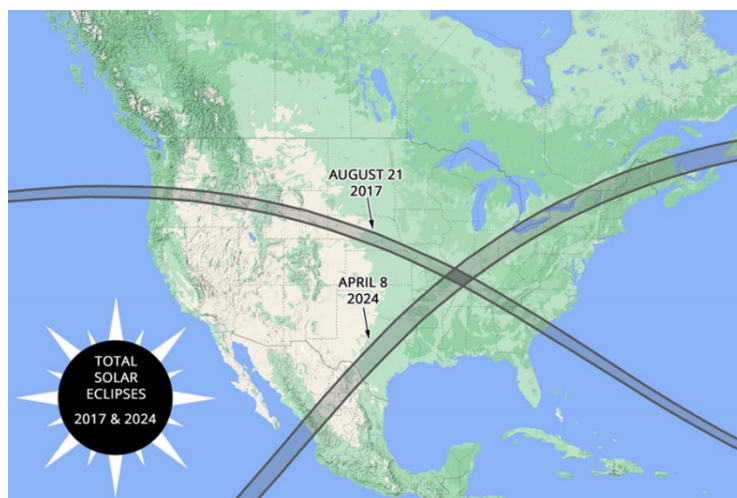 AUGUST 21
2017
APRIL 8
2024
TOTAL
SOLAR
ECLIPSES
2017 & 2024